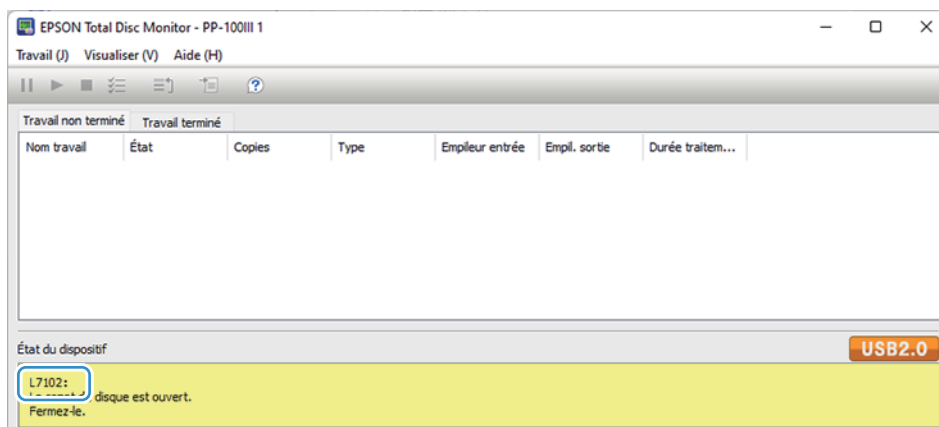 EPSON Total Disc Monitor - PP-100III 1
Travail (J) Visualiser (V) Aide (H)
Travail non terminé Travail terminé
Nom travail État Copies Type Empileur entrée Empil. sortie Durée traitem...
État du dispositif USB2.0
L7102:
disque est ouvert.
Fermez-le.